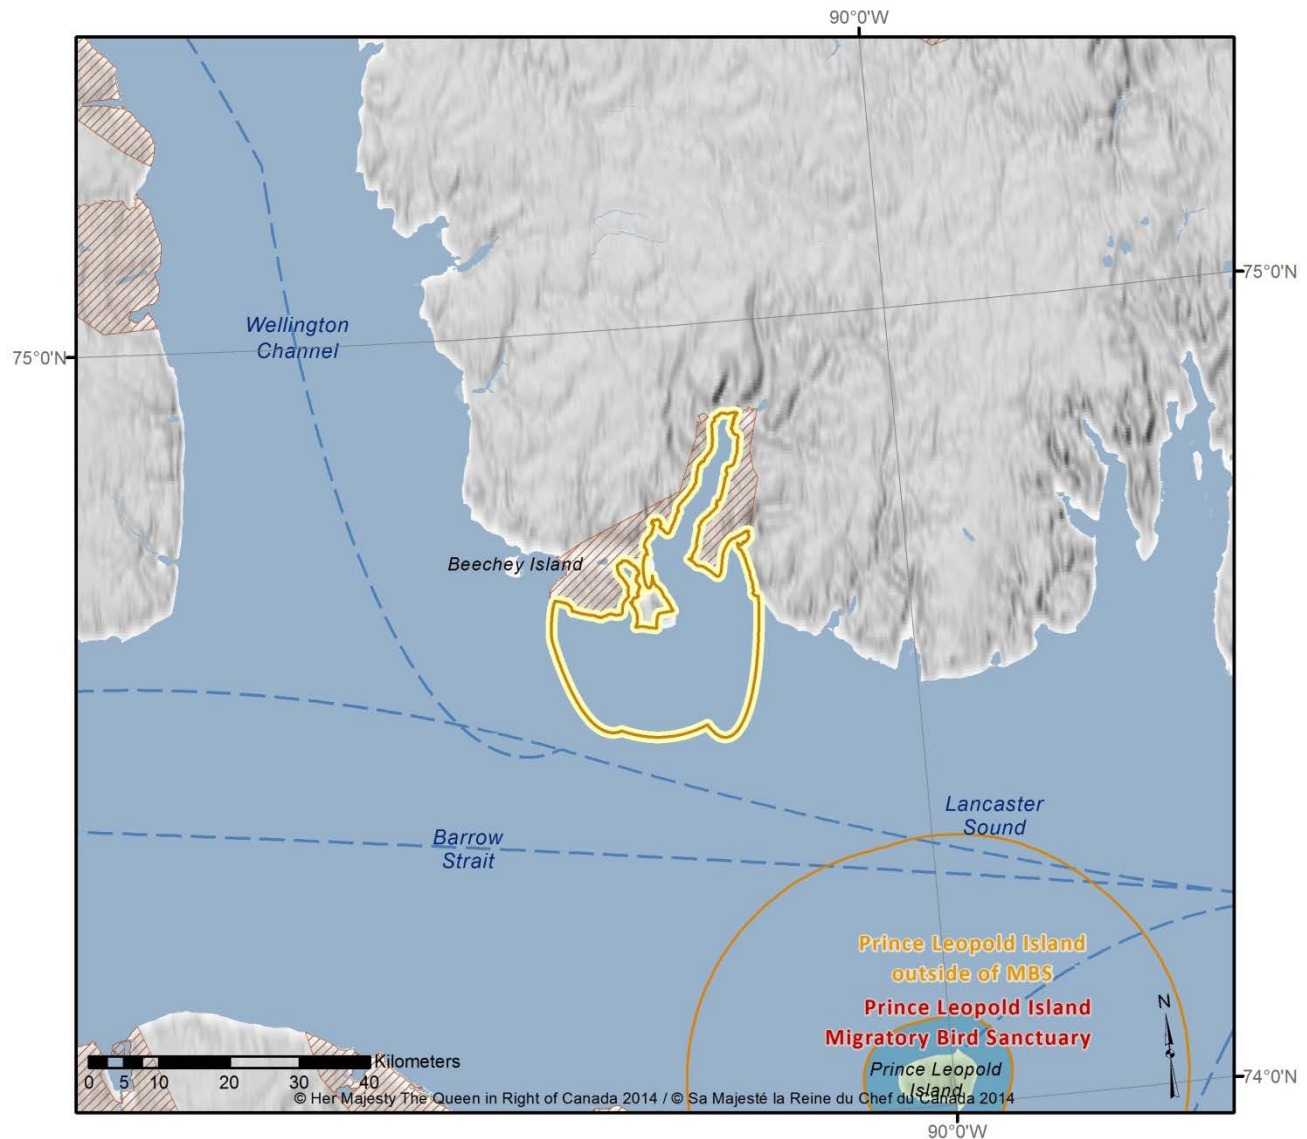 90°0'W
75°0'N
Wellington
Channel
75°0'N
Beechey Island
Lancaster
Sound
Barrow
Strait
Prince Leopold Island
outside of MBS
Prince Leopold Island
Migratory Bird Sanctuary
N
Prince Leopold
Island
Kilometers
0 5 10 20 30 40
74°0'N
© Her Majesty The Queen in Right of Canada 2014 / © Sa Majesté la Reine du Chef du Canada 2014
90°0'W